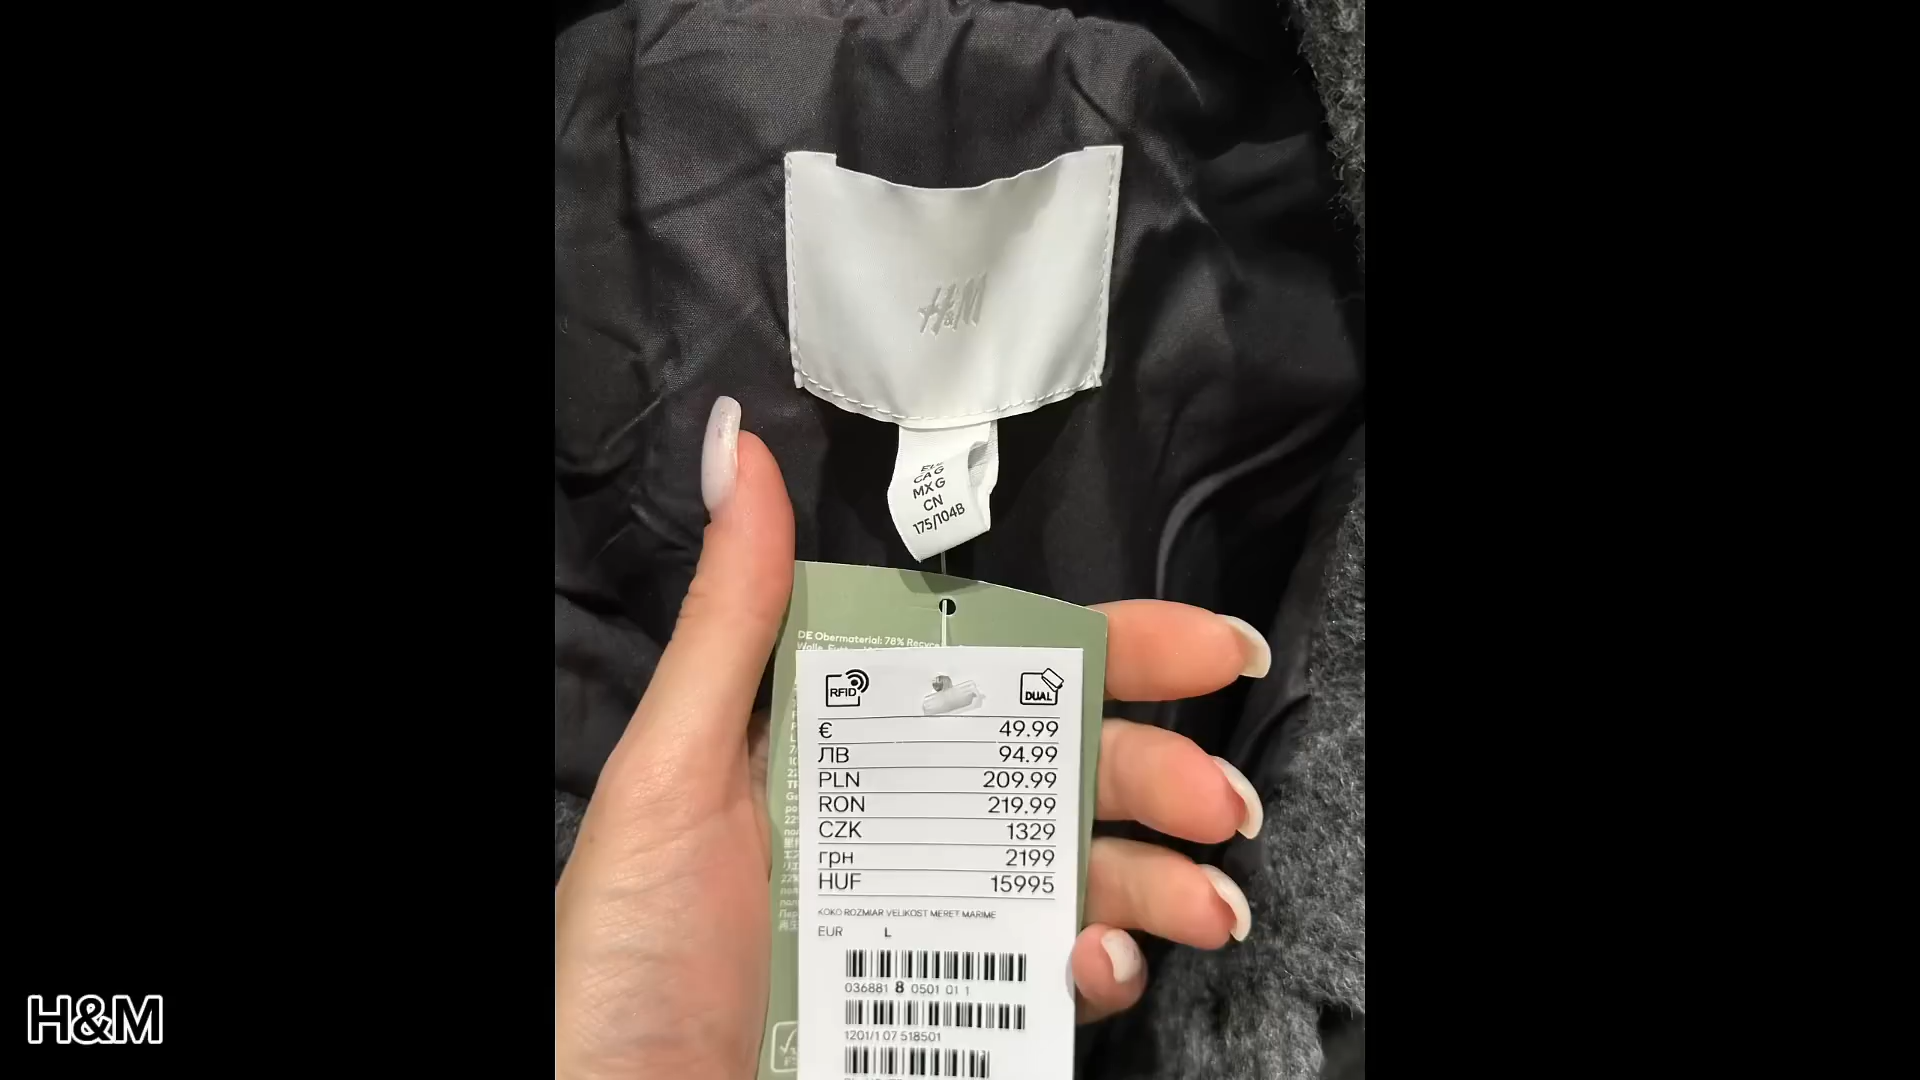 H&M
CA G
MX G
CN
175/104B
DE Obermaterial: 78%
RFID
DUAL
€ 49.99
ЛВ 94.99
PLN 209.99
RON 219.99
CZK 1329
грн 2199
HUF 15995
KOKO ROZMIAR VELIKOST MERET MARIME
EUR L
036881 8 0501 01 1
1201/1 07 518501
H&M